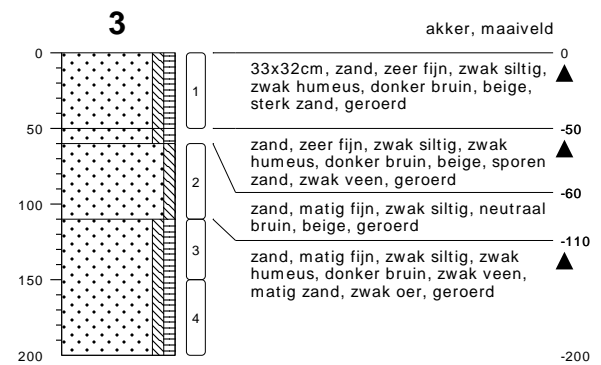 3
akker, maaiveld
0
0
33x32cm, zand, zeer fijn, zwak siltig,
zwak humeus, donker bruin, beige,
sterk zand, geroerd
1
50
-50
zand, zeer fijn, zwak siltig, zwak
humeus, donker bruin, beige, sporen
zand, zwak veen, geroerd
2
-60
100
zand, matig fijn, zwak siltig, neutraal
bruin, beige, geroerd
-110
3
zand, matig fijn, zwak siltig, zwak
humeus, donker bruin, zwak veen,
matig zand, zwak oer, geroerd
150
4
200
-200